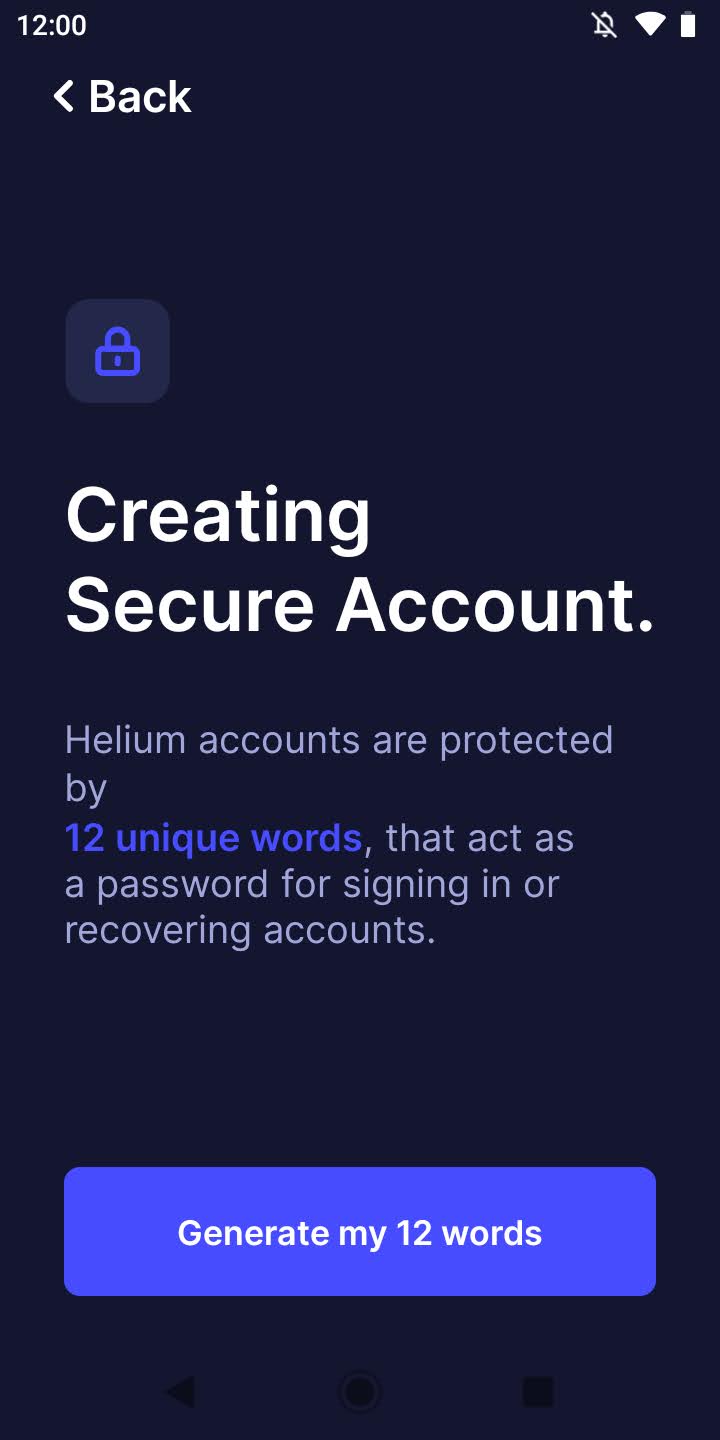 12:00
Back
Creating
Secure Account.
Helium accounts are protected
by
12 unique words, that act as
a password for signing in or
recovering accounts.
Generate my 12 words